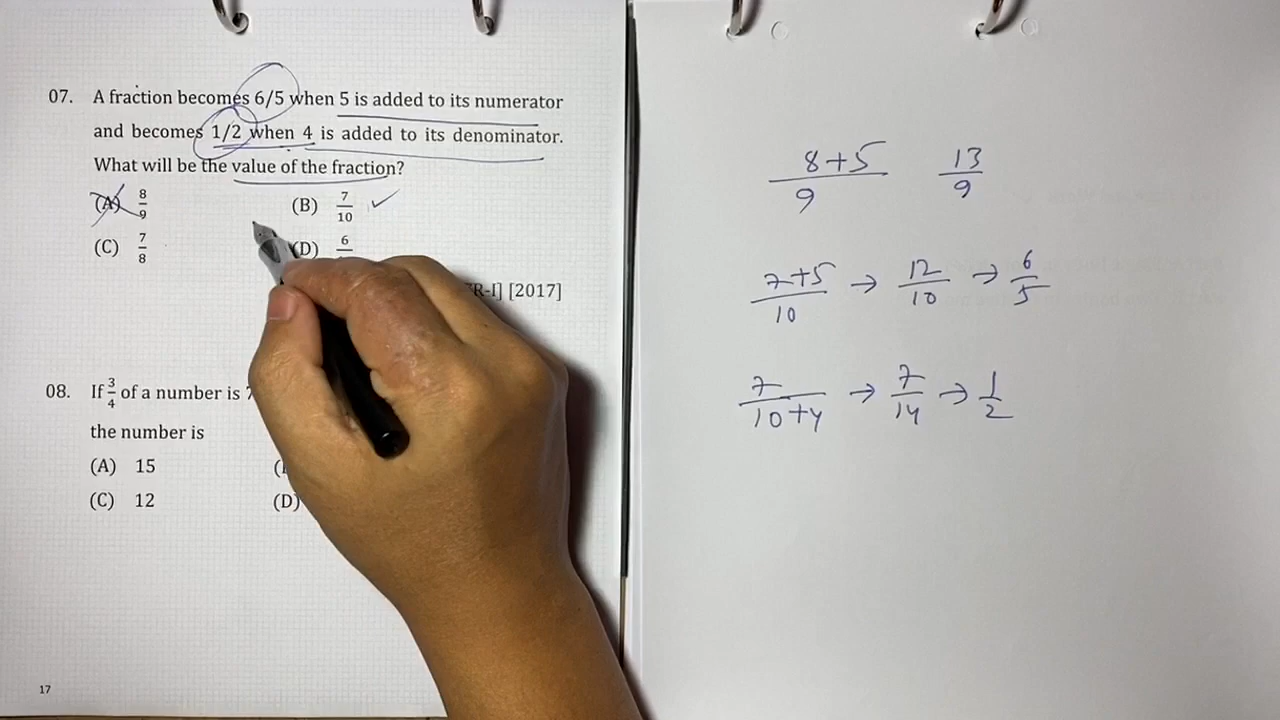 07. A fraction becomes 6/5 when 5 is added to its numerator
and becomes 1/2 when 4 is added to its denominator.
What will be the value of the fraction?
(A) 8/9 (B) 7/10 ✓
(C) 7/8 (D) 6/
R-I] [2017]
08. If 3/4 of a number is
the number is
(A) 15
(C) 12 (D)
17
8+5/9 13/9
7+5/10 → 12/10 → 6/5
7/10+4 → 7/14 → 1/2